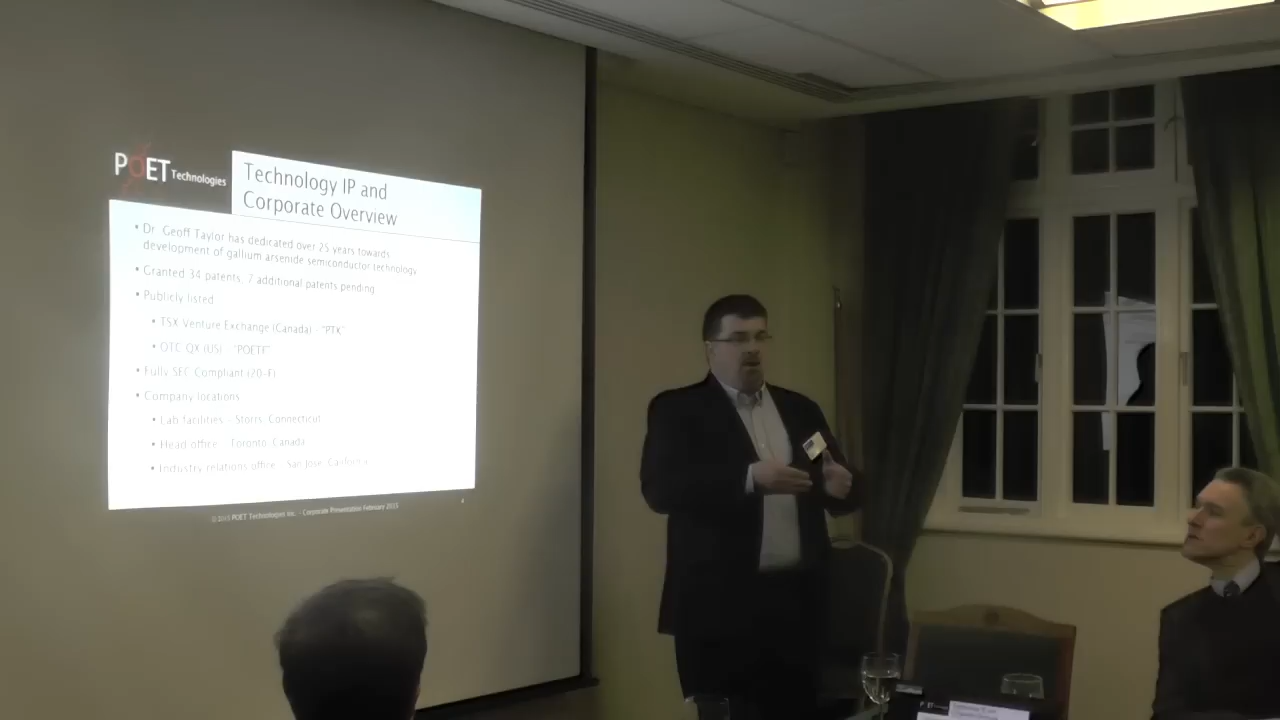 POET Technologies
Technology IP and
Corporate Overview
• Dr. Geoff Taylor has dedicated over 25 years towards
development of gallium arsenide semiconductor technology
• Granted 34 patents, 7 additional patents pending
• Publicly listed
• TSX Venture Exchange (Canada) - "PTK"
• OTC QX (US) - "POETF"
• Fully SEC Compliant (20-F)
• Company locations
• Lab facilities – Storrs, Connecticut
• Head office – Toronto, Canada
• Industry relations office – San Jose, California
© 2015 POET Technologies Inc. - Corporate Presentation February 2015
POET